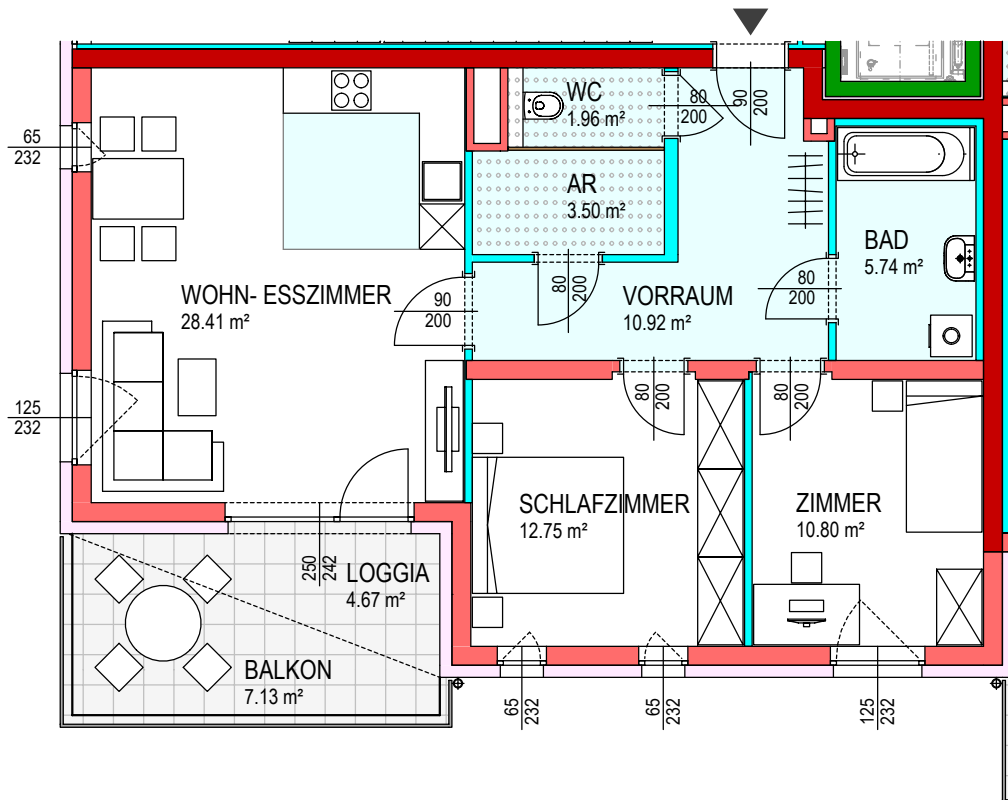 WC
1.96 m²
80
200
90
200
65
232
AR
3.50 m²
80
200
BAD
5.74 m²
80
200
WOHN- ESSZIMMER
28.41 m²
90
200
VORRAUM
10.92 m²
125
232
80
200
80
200
SCHLAFZIMMER
12.75 m²
ZIMMER
10.80 m²
250
242
LOGGIA
4.67 m²
BALKON
7.13 m²
65
232
65
232
125
232